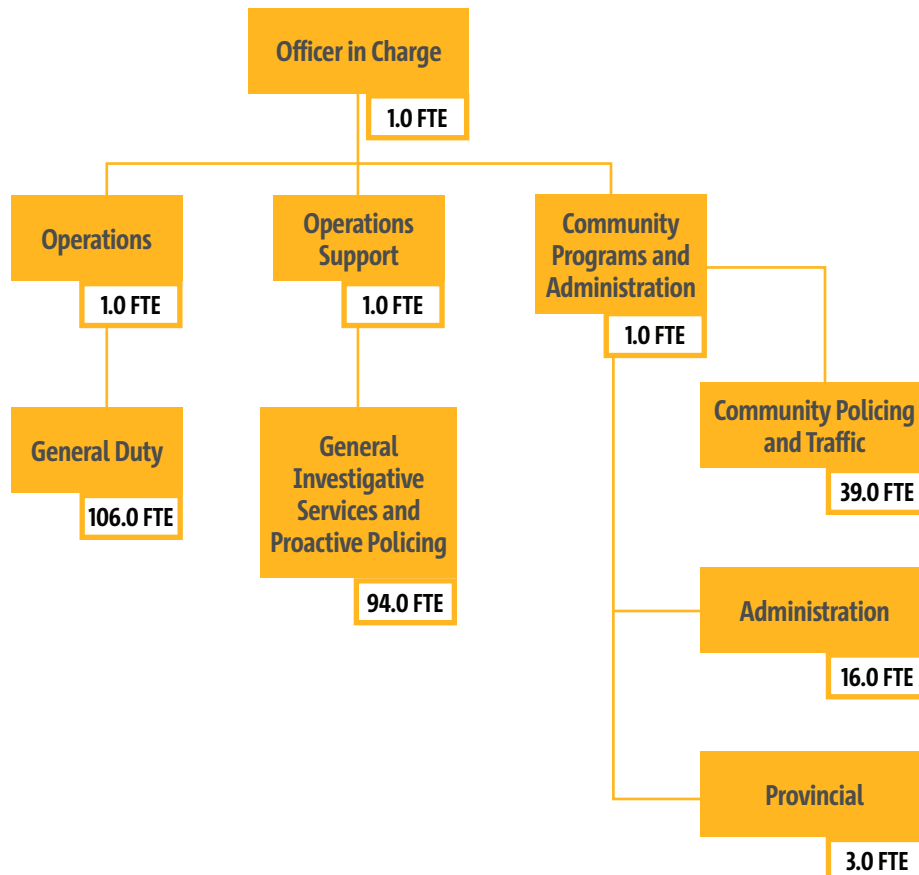 Officer in Charge
1.0 FTE
Operations
1.0 FTE
Operations
Support
1.0 FTE
Community
Programs and
Administration
1.0 FTE
General Duty
106.0 FTE
General
Investigative
Services and
Proactive Policing
94.0 FTE
Community Policing
and Traffic
39.0 FTE
Administration
16.0 FTE
Provincial
3.0 FTE